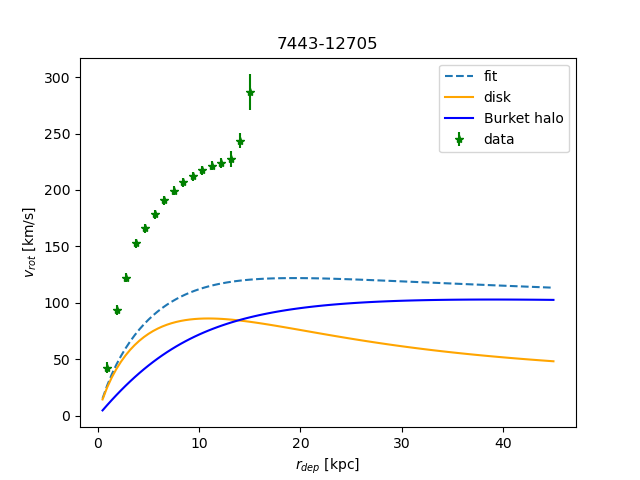 7443-12705
300
250
200
150
100
50
0
v_rot [km/s]
fit
disk
Burket halo
data
0 10 20 30 40
r_dep [kpc]